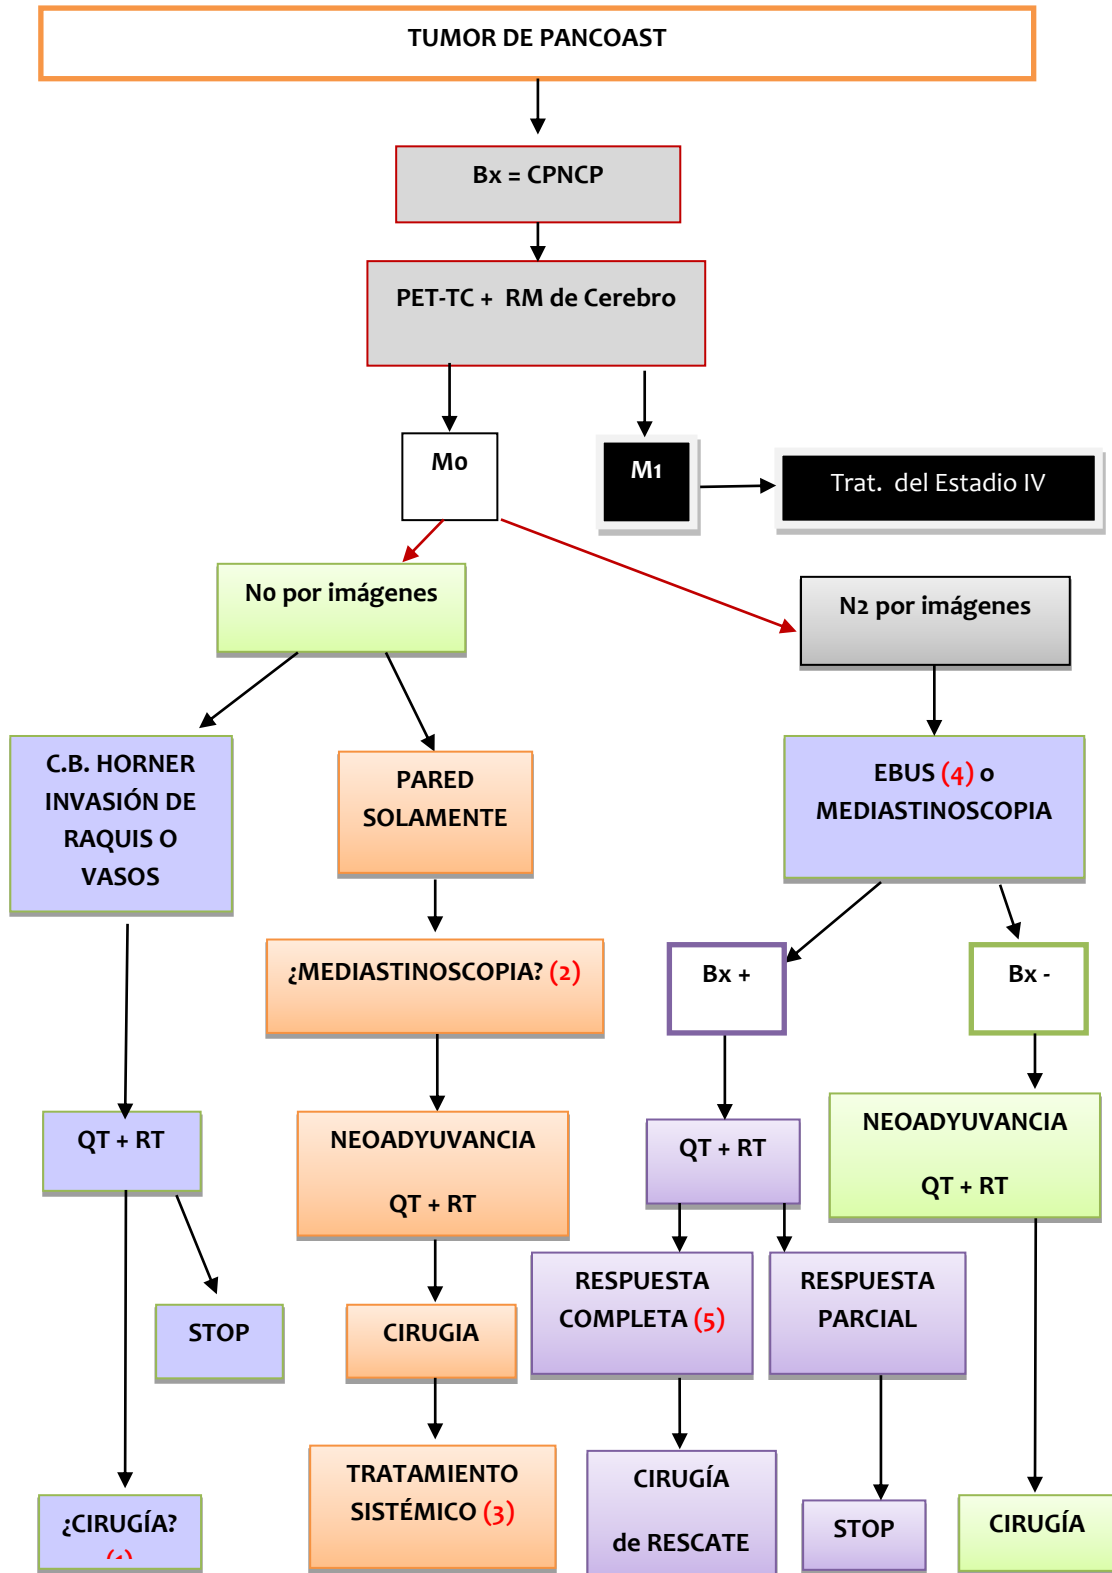 TUMOR DE PANCOAST
Bx = CPNCP
PET-TC + RM de Cerebro
M0
M1
Trat. del Estadio IV
N0 por imágenes
N2 por imágenes
C.B. HORNER
INVASIÓN DE
RAQUIS O
VASOS
PARED
SOLAMENTE
EBUS (4) o
MEDIASTINOSCOPIA
¿MEDIASTINOSCOPIA? (2)
Bx +
Bx -
QT + RT
NEOADYUVANCIA
QT + RT
QT + RT
NEOADYUVANCIA
QT + RT
STOP
CIRUGIA
RESPUESTA
COMPLETA (5)
RESPUESTA
PARCIAL
¿CIRUGÍA?
TRATAMIENTO
SISTÉMICO (3)
CIRUGÍA
de RESCATE
STOP
CIRUGÍA